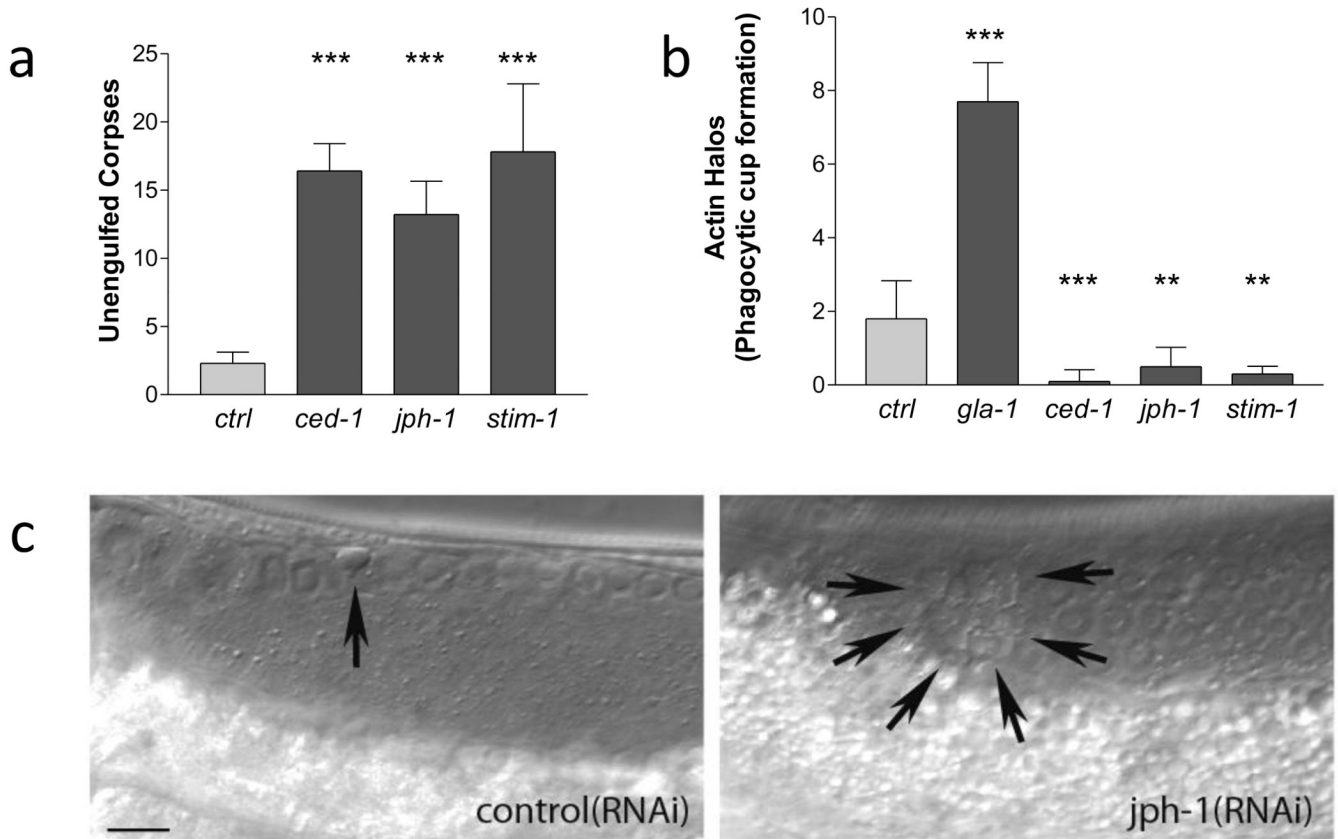 a
Unengulfed Corpses
25
20
15
10
5
0
***
***
***
ctrl
ced-1
jph-1
stim-1
b
Actin Halos
(Phagocytic cup formation)
10
8
6
4
2
0
***
***
**
**
ctrl
gla-1
ced-1
jph-1
stim-1
c
control(RNAi)
jph-1(RNAi)